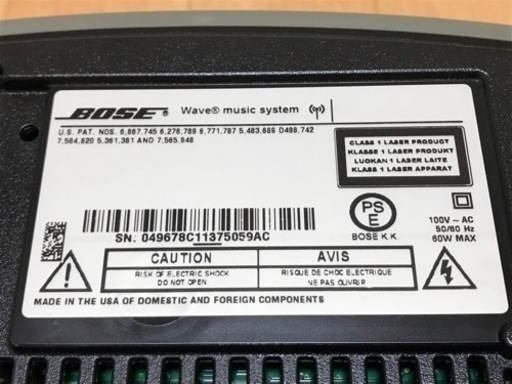 BOSE® Wave® music system
U.S. PAT. NOS. 6,867,745 6,278,789 6,771,787 5,483,689 D498,742
7,584,820 5,361,381 AND 7,565,948
CLASS 1 LASER PRODUCT
KLASSE 1 LASER PRODUKT
LUOKAN 1 LASER LAITE
KLASS 1 LASER APPARAT
SN: 049678C11375059AC
PS
E
BOSE K.K.
100V ~ AC
50/60 Hz
60W MAX
CAUTION
RISK OF ELECTRIC SHOCK
DO NOT OPEN
AVIS
RISQUE DE CHOC ELECTRIQUE
NE PAS OUVRIR
MADE IN THE USA OF DOMESTIC AND FOREIGN COMPONENTS